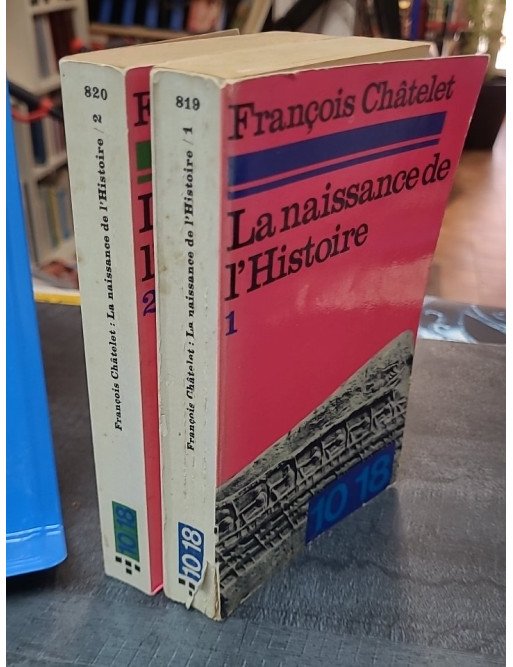 820
François Châtelet : La naissance de l'Histoire / 2
10 18
819
François Châtelet : La naissance de l'Histoire / 1
10 18
F
L
l'
2
François Châtelet
La naissance de
l'Histoire
1
10 18